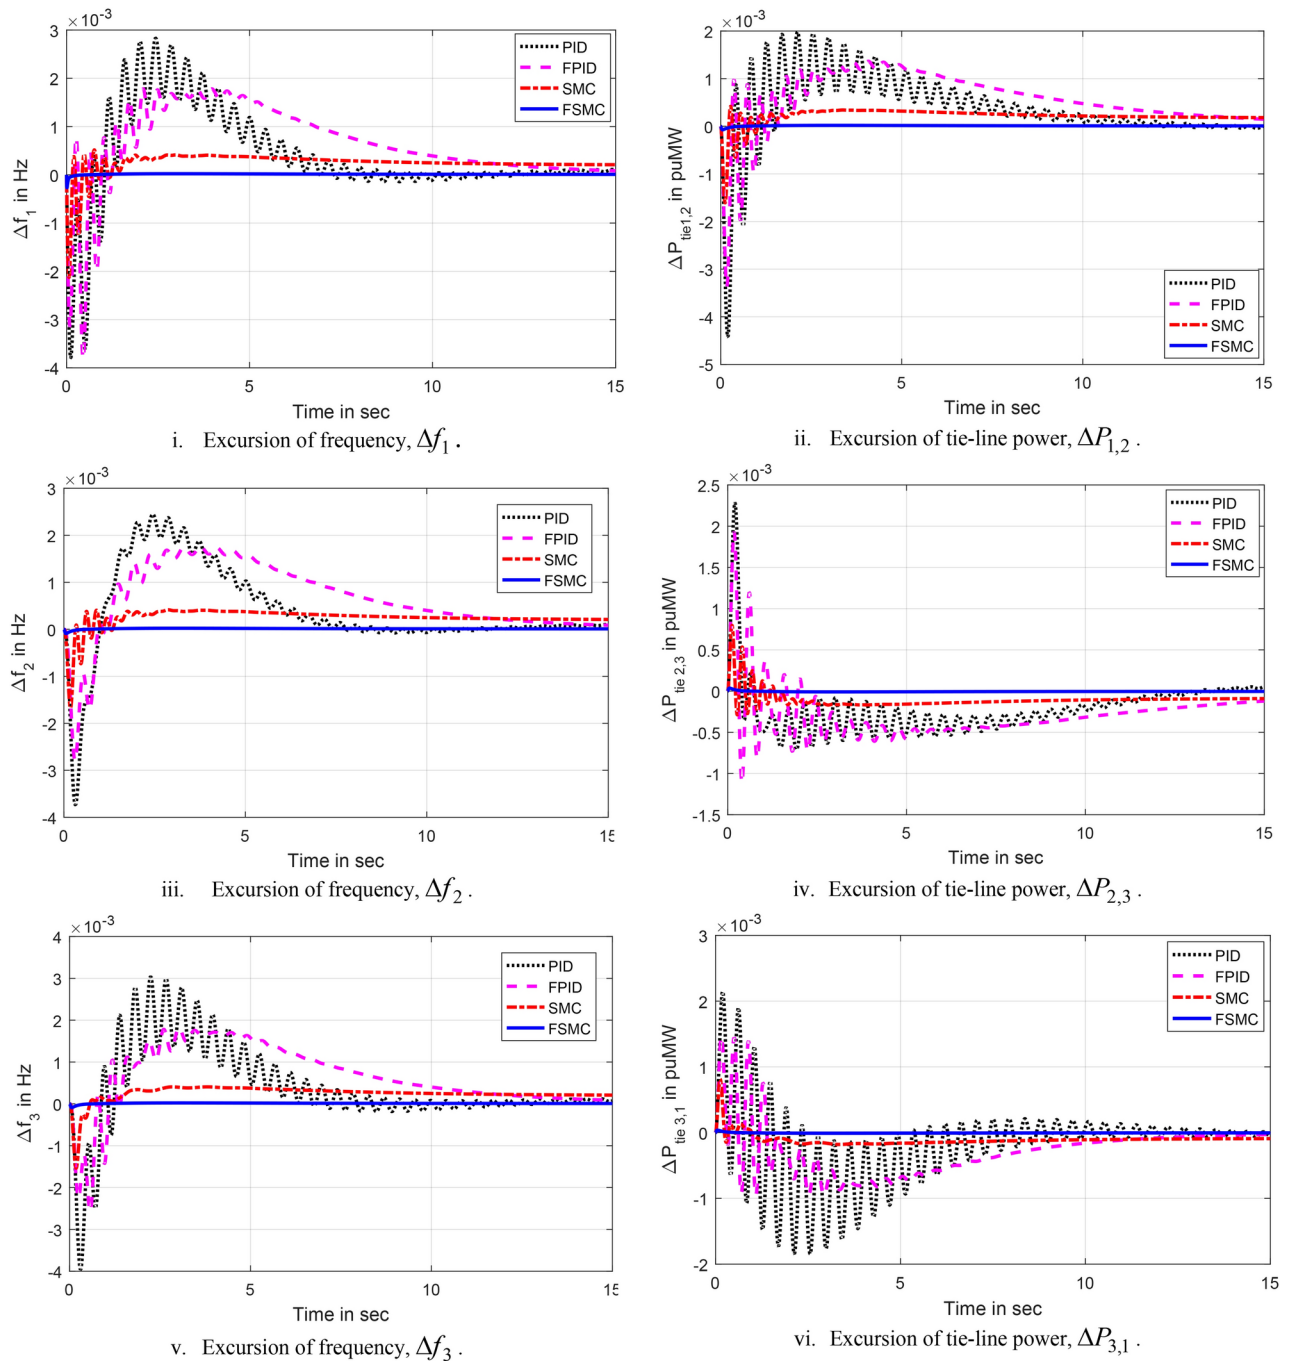 ×10⁻³
3
2
1
0
-1
-2
-3
-4
Δf₁ in Hz
PID
FPID
SMC
FSMC
0 5 10 15
Time in sec
i. Excursion of frequency, Δf₁ .
×10⁻³
2
1
0
-1
-2
-3
-4
-5
ΔP_tie1,2 in puMW
PID
FPID
SMC
FSMC
0 5 10 15
Time in sec
ii. Excursion of tie-line power, ΔP₁,₂ .
×10⁻³
3
2
1
0
-1
-2
-3
-4
Δf₂ in Hz
PID
FPID
SMC
FSMC
0 5 10 15
Time in sec
iii. Excursion of frequency, Δf₂ .
×10⁻³
2.5
2
1.5
1
0.5
0
-0.5
-1
-1.5
ΔP_tie 2,3 in puMW
PID
FPID
SMC
FSMC
0 5 10 15
Time in sec
iv. Excursion of tie-line power, ΔP₂,₃ .
×10⁻³
4
3
2
1
0
-1
-2
-3
-4
Δf₃ in Hz
PID
FPID
SMC
FSMC
0 5 10 15
Time in sec
v. Excursion of frequency, Δf₃ .
×10⁻³
3
2
1
0
-1
-2
ΔP_tie 3,1 in puMW
PID
FPID
SMC
FSMC
0 5 10 15
Time in sec
vi. Excursion of tie-line power, ΔP₃,₁ .